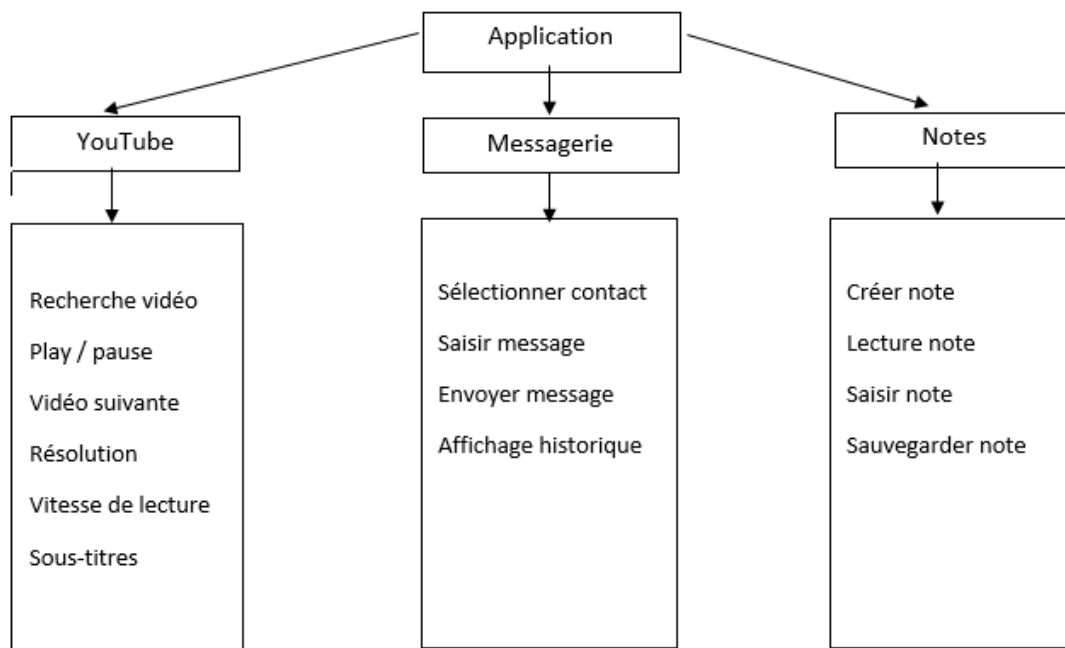 Application
YouTube
Messagerie
Notes
Recherche vidéo
Play / pause
Vidéo suivante
Résolution
Vitesse de lecture
Sous-titres
Sélectionner contact
Saisir message
Envoyer message
Affichage historique
Créer note
Lecture note
Saisir note
Sauvegarder note